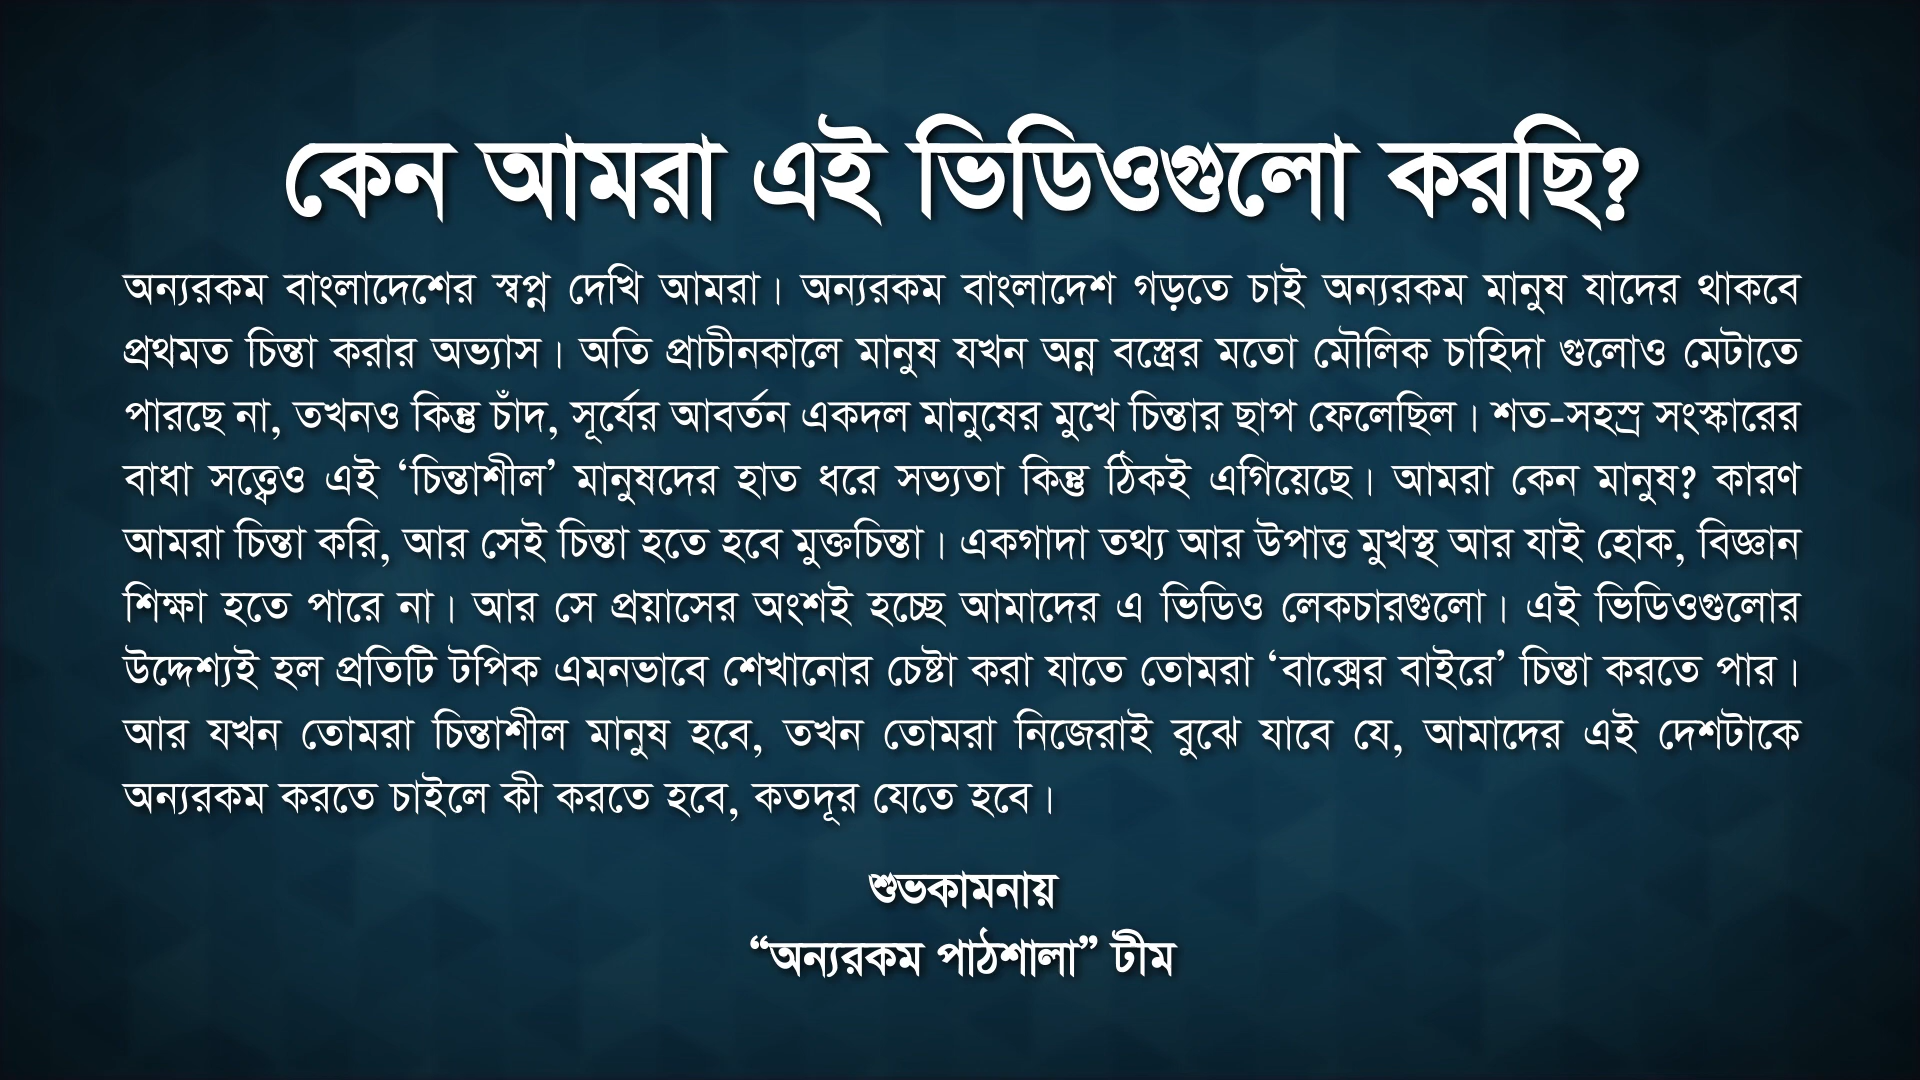 কেন আমরা এই ভিডিওগুলো করছি?
অন্যরকম বাংলাদেশের স্বপ্ন দেখি আমরা। অন্যরকম বাংলাদেশ গড়তে চাই অন্যরকম মানুষ যাদের থাকবে
প্রথমত চিন্তা করার অভ্যাস। অতি প্রাচীনকালে মানুষ যখন অন্ন বস্ত্রের মতো মৌলিক চাহিদা গুলোও মেটাতে
পারছে না, তখনও কিন্তু চাঁদ, সূর্যের আবর্তন একদল মানুষের মুখে চিন্তার ছাপ ফেলেছিল। শত-সহস্র সংস্কারের
বাধা সত্ত্বেও এই ‘চিন্তাশীল’ মানুষদের হাত ধরে সভ্যতা কিন্তু ঠিকই এগিয়েছে। আমরা কেন মানুষ? কারণ
আমরা চিন্তা করি, আর সেই চিন্তা হতে হবে মুক্তচিন্তা। একগাদা তথ্য আর উপাত্ত মুখস্থ আর যাই হোক, বিজ্ঞান
শিক্ষা হতে পারে না। আর সে প্রয়াসের অংশই হচ্ছে আমাদের এ ভিডিও লেকচারগুলো। এই ভিডিওগুলোর
উদ্দেশ্যই হল প্রতিটি টপিক এমনভাবে শেখানোর চেষ্টা করা যাতে তোমরা ‘বাক্সের বাইরে’ চিন্তা করতে পার।
আর যখন তোমরা চিন্তাশীল মানুষ হবে, তখন তোমরা নিজেরাই বুঝে যাবে যে, আমাদের এই দেশটাকে
অন্যরকম করতে চাইলে কী করতে হবে, কতদূর যেতে হবে।
শুভকামনায়
“অন্যরকম পাঠশালা” টীম